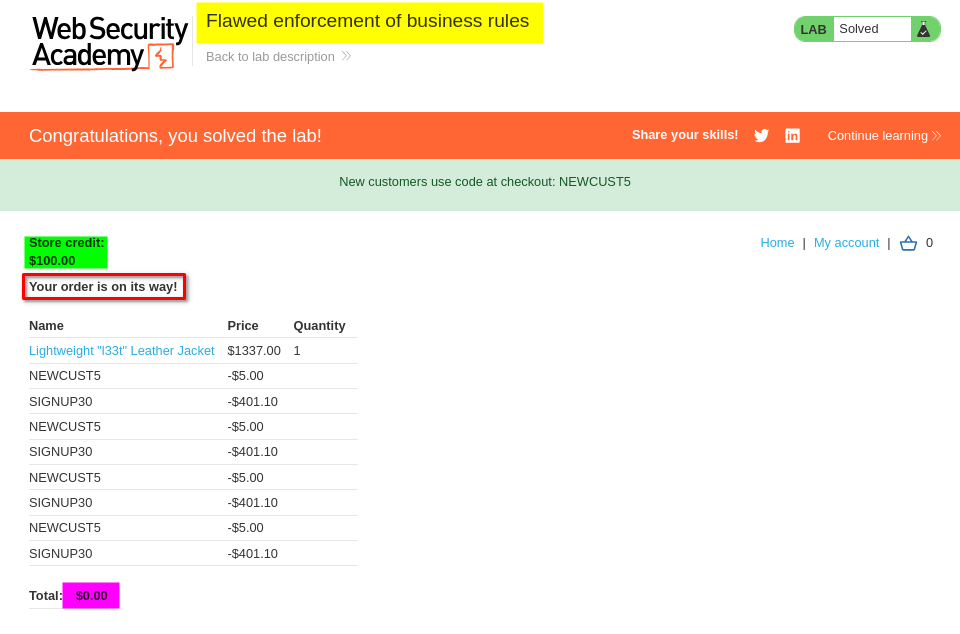 Web Security
Academy
Flawed enforcement of business rules
Back to lab description
LAB Solved
Congratulations, you solved the lab!
Share your skills!
Continue learning
New customers use code at checkout: NEWCUST5
Store credit:
$100.00
Home | My account | 0
Your order is on its way!
Name Price Quantity
Lightweight "l33t" Leather Jacket $1337.00 1
NEWCUST5 -$5.00
SIGNUP30 -$401.10
NEWCUST5 -$5.00
SIGNUP30 -$401.10
NEWCUST5 -$5.00
SIGNUP30 -$401.10
NEWCUST5 -$5.00
SIGNUP30 -$401.10
Total: $0.00